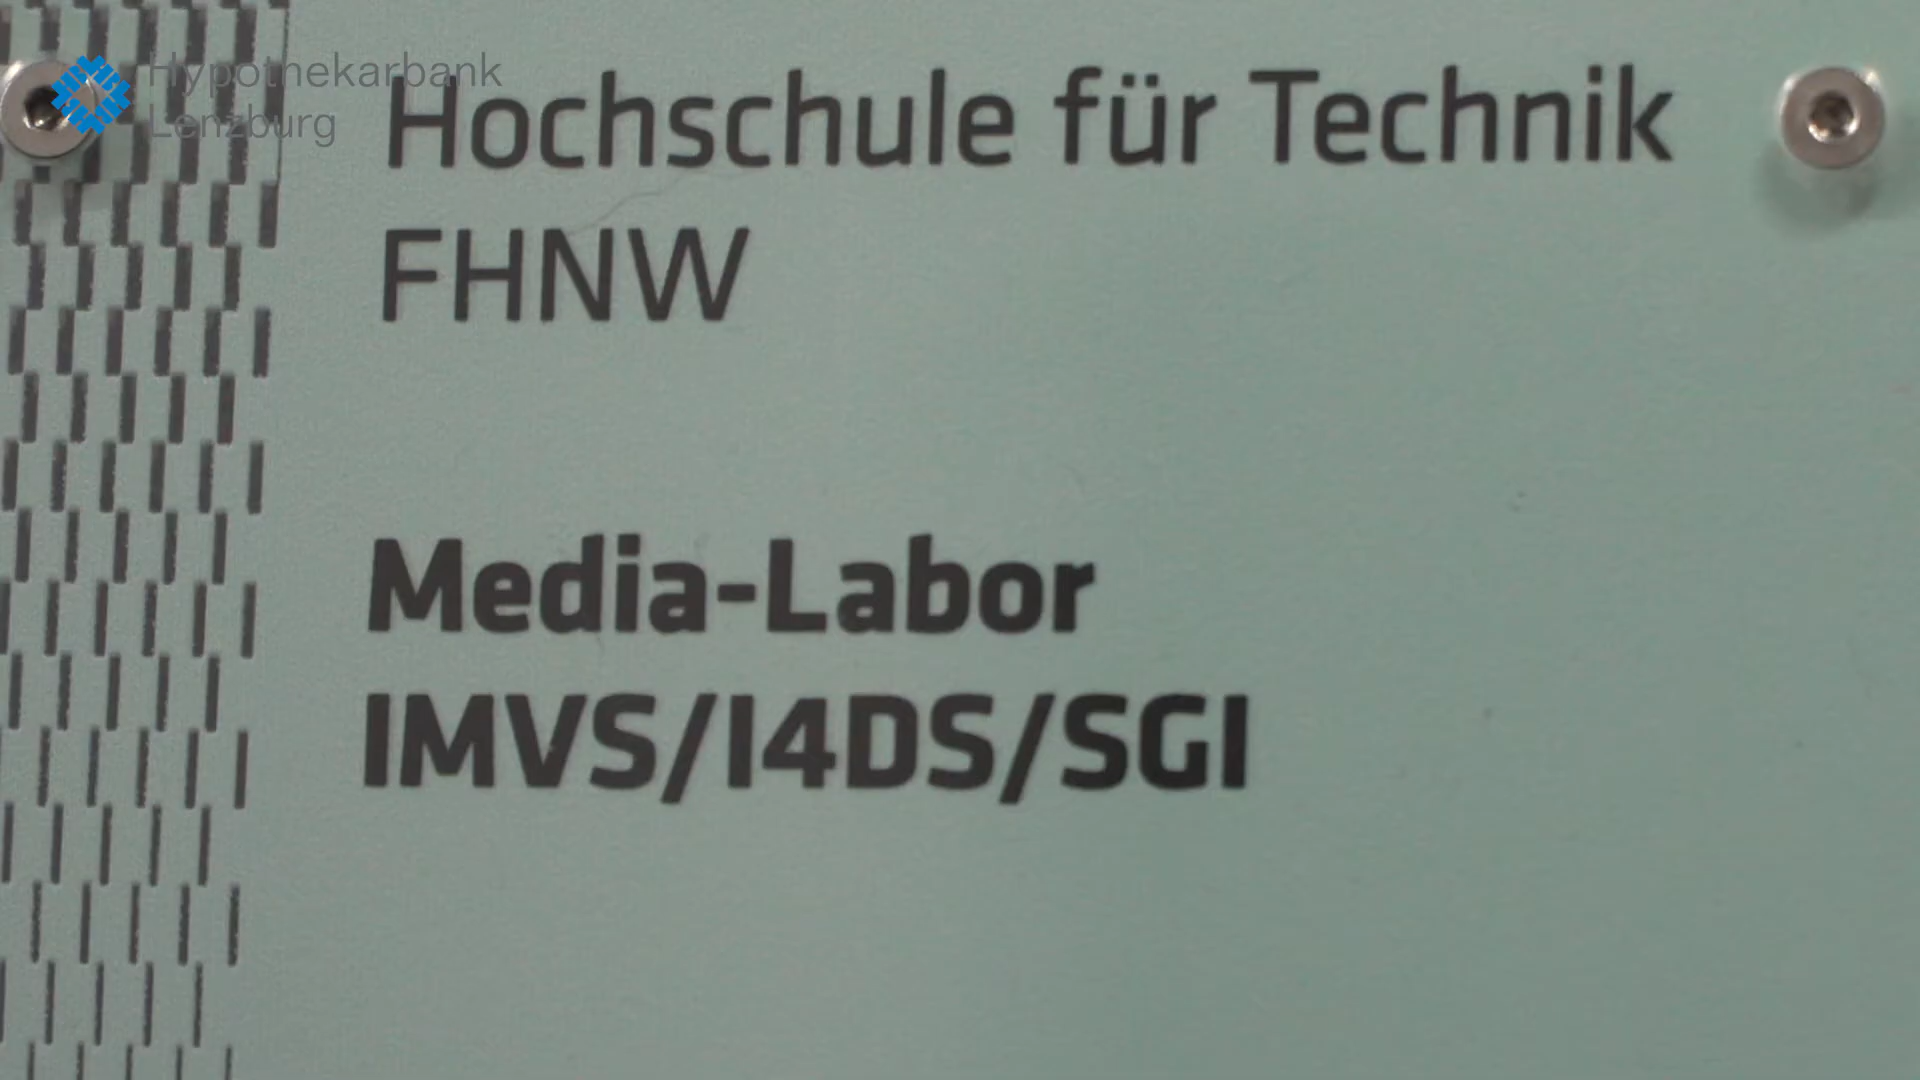 Hypothekarbank
Lenzburg
Hochschule für Technik
FHNW
Media-Labor
IMVS/I4DS/SGI